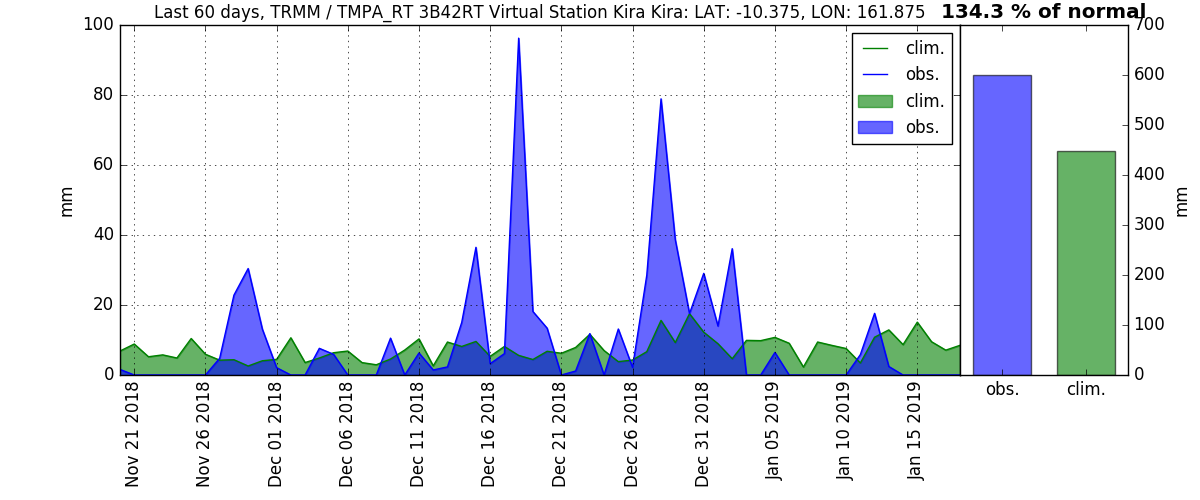 Last 60 days, TRMM / TMPA_RT 3B42RT Virtual Station Kira Kira: LAT: -10.375, LON: 161.875 134.3 % of normal
100
80
60
40
20
0
mm
clim.
obs.
clim.
obs.
700
600
500
400
300
200
100
0
mm
Nov 21 2018
Nov 26 2018
Dec 01 2018
Dec 06 2018
Dec 11 2018
Dec 16 2018
Dec 21 2018
Dec 26 2018
Dec 31 2018
Jan 05 2019
Jan 10 2019
Jan 15 2019
obs.
clim.